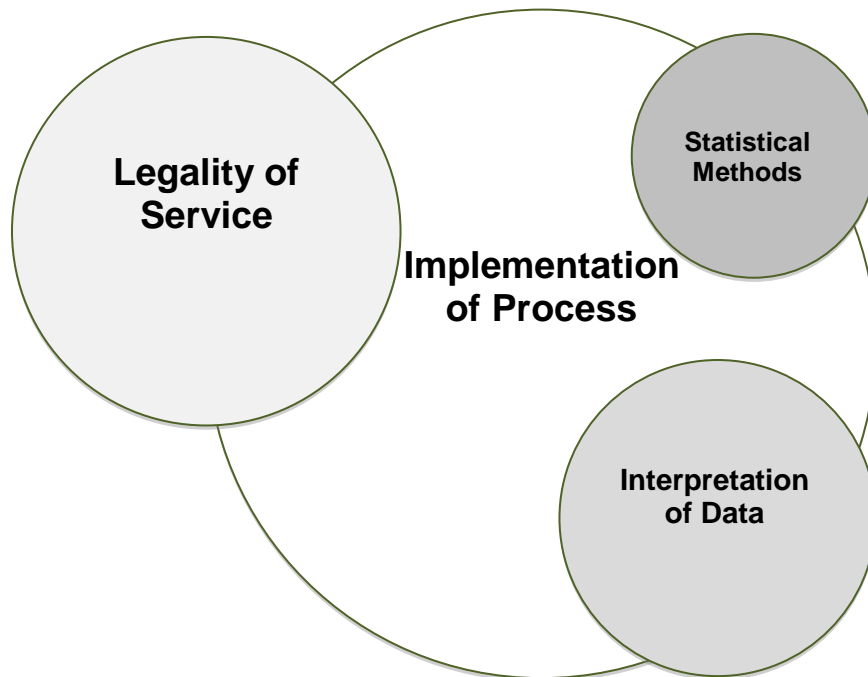 Legality of
Service
Statistical
Methods
Implementation
of Process
Interpretation
of Data